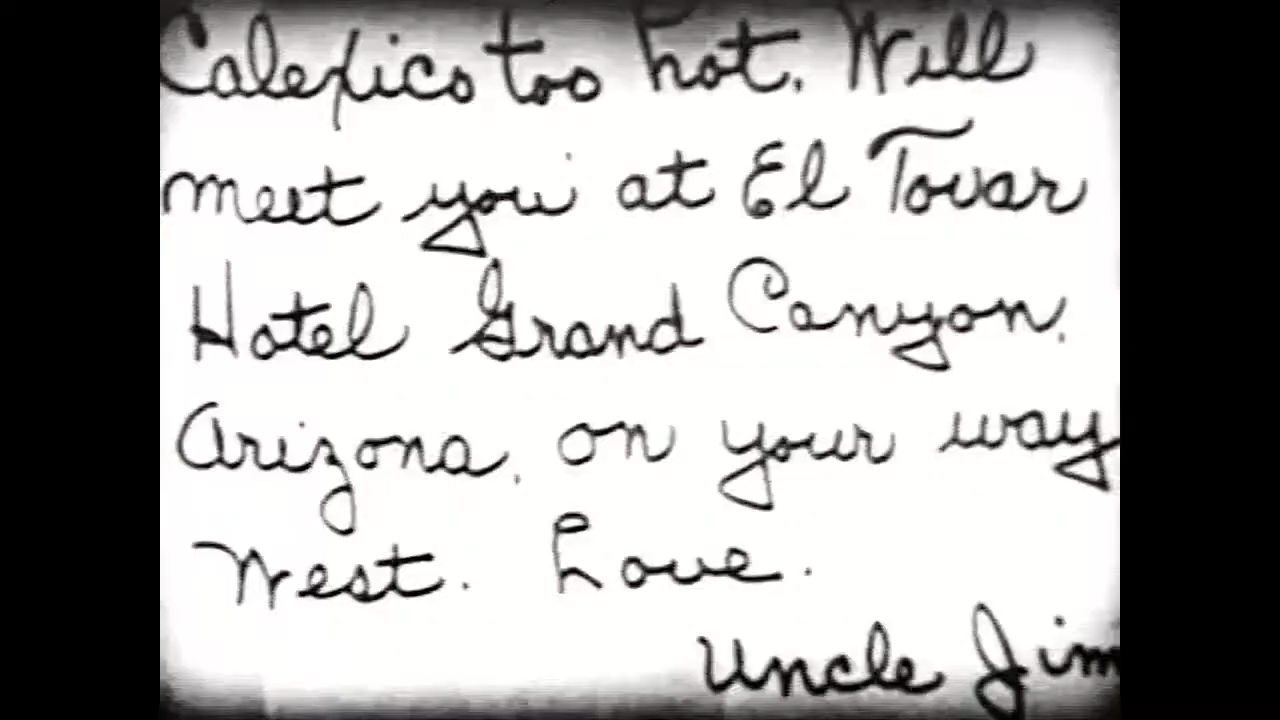 Calexico too hot. Will
meet you at El Tovar
Hotel Grand Canyon,
Arizona, on your way
West. Love.
Uncle Jim